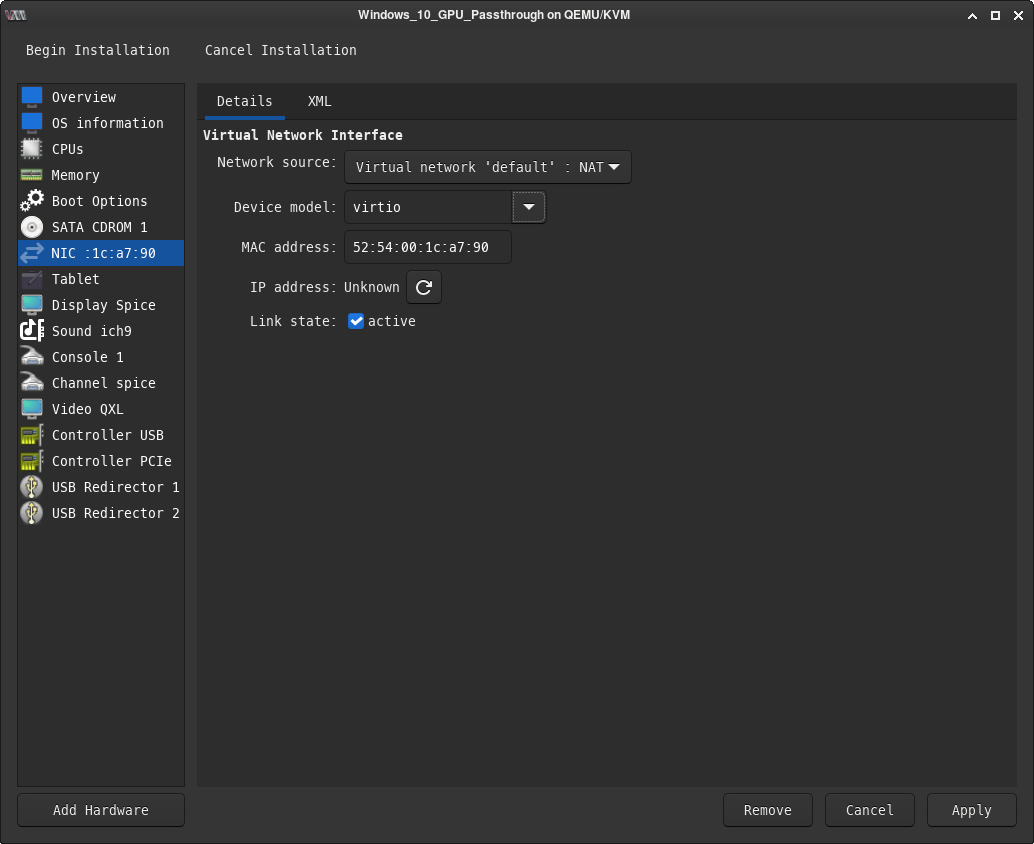 Windows_10_GPU_Passthrough on QEMU/KVM
Begin Installation Cancel Installation
Overview
OS information
CPUs
Memory
Boot Options
SATA CDROM 1
NIC :1c:a7:90
Tablet
Display Spice
Sound ich9
Console 1
Channel spice
Video QXL
Controller USB
Controller PCIe
USB Redirector 1
USB Redirector 2
Add Hardware
Details XML
Virtual Network Interface
Network source: Virtual network 'default' : NAT
Device model: virtio
MAC address: 52:54:00:1c:a7:90
IP address: Unknown
Link state: active
Remove Cancel Apply